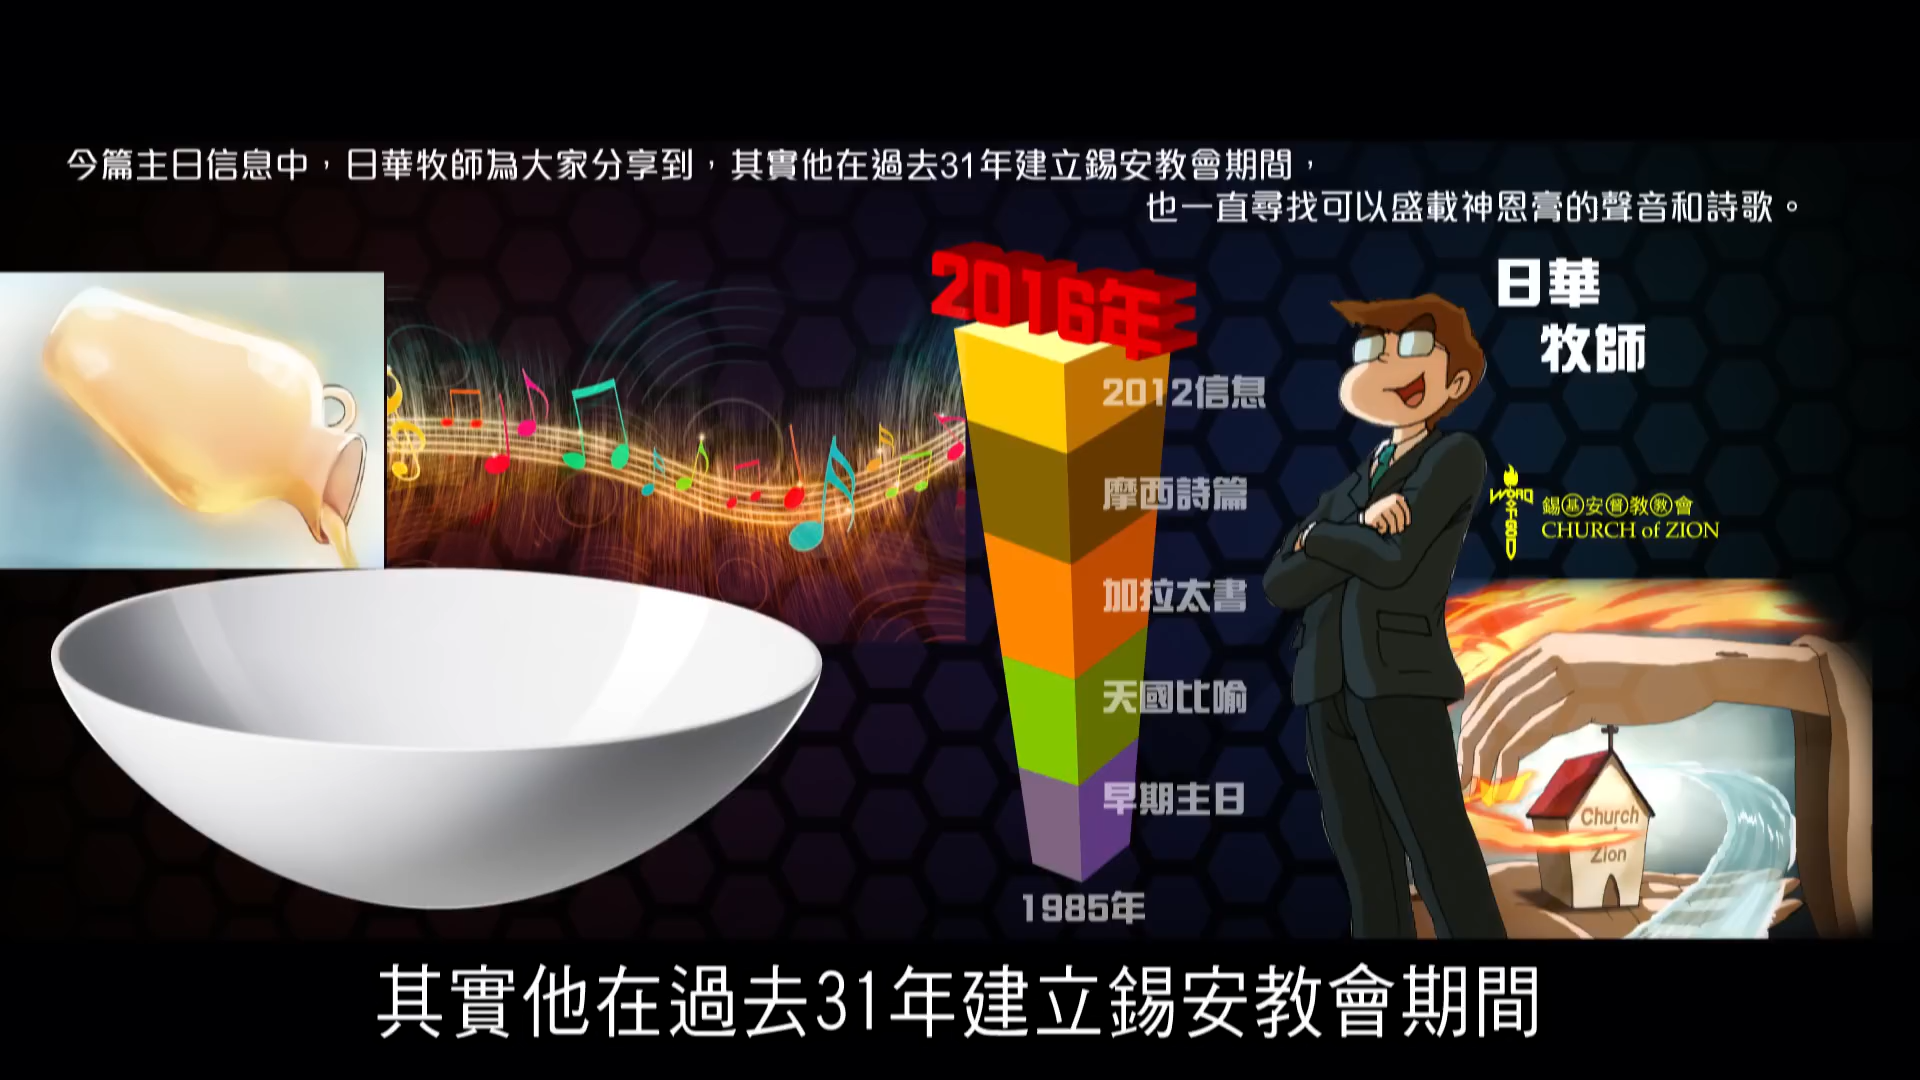 今篇主日信息中，日華牧師為大家分享到，其實他在過去31年建立錫安教會期間，
也一直尋找可以盛載神恩膏的聲音和詩歌。
2016年
2012信息
摩西詩篇
加拉太書
天國比喻
早期主日
1985年
日華
牧師
WORD OF GOD
錫基安督教教會
CHURCH of ZION
Church
Zion
其實他在過去31年建立錫安教會期間